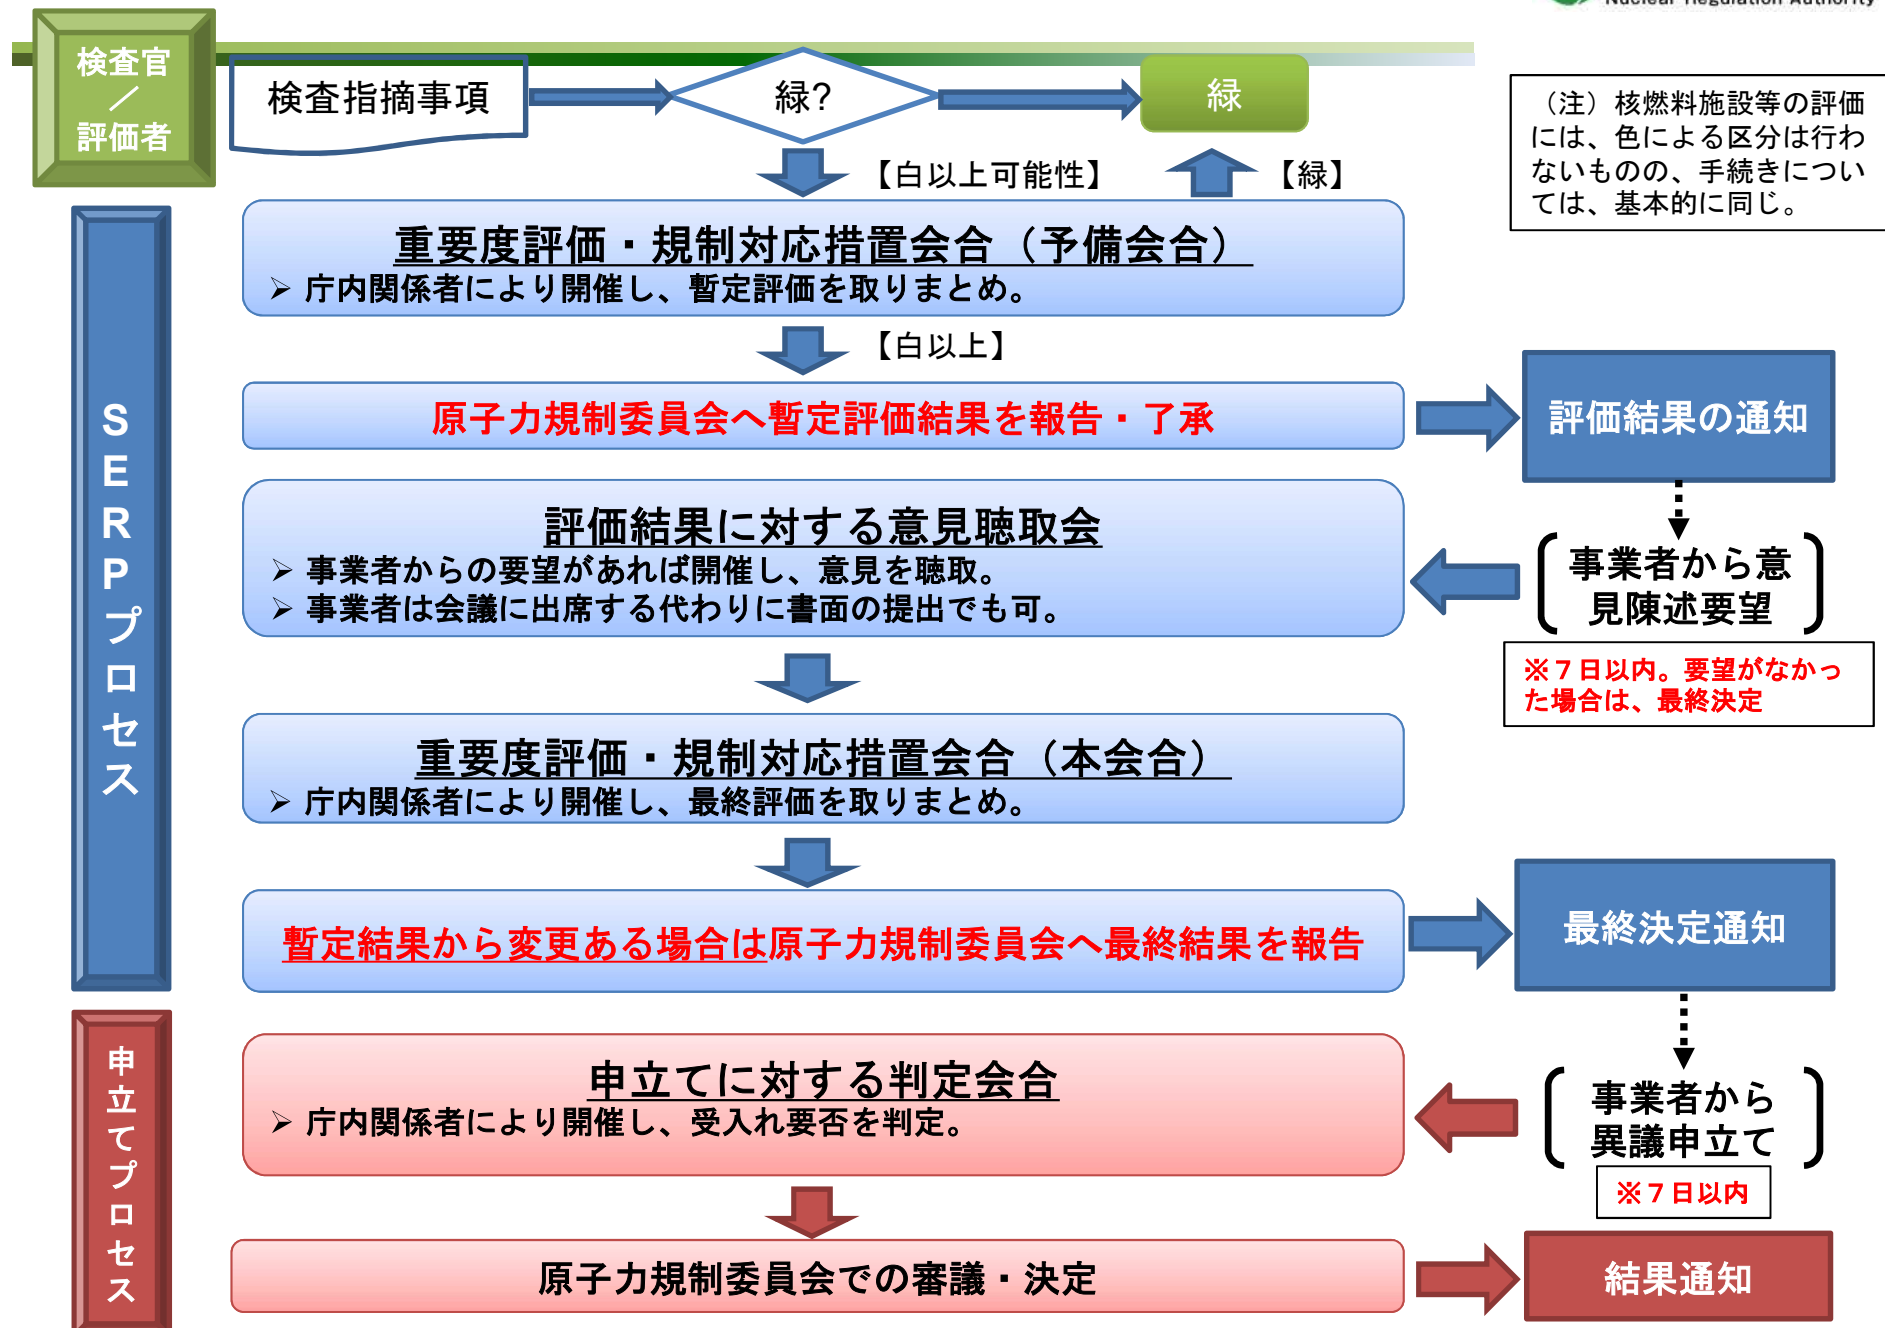 Nuclear Regulation Authority
検査官
／
評価者
検査指摘事項
緑?
緑
（注）核燃料施設等の評価
には、色による区分は行わ
ないものの、手続きについ
ては、基本的に同じ。
【白以上可能性】
【緑】
SERPプロセス
重要度評価・規制対応措置会合（予備会合）
➢ 庁内関係者により開催し、暫定評価を取りまとめ。
【白以上】
原子力規制委員会へ暫定評価結果を報告・了承
評価結果の通知
評価結果に対する意見聴取会
➢ 事業者からの要望があれば開催し、意見を聴取。
➢ 事業者は会議に出席する代わりに書面の提出でも可。
事業者から意
見陳述要望
※７日以内。要望がなかっ
た場合は、最終決定
重要度評価・規制対応措置会合（本会合）
➢ 庁内関係者により開催し、最終評価を取りまとめ。
暫定結果から変更ある場合は原子力規制委員会へ最終結果を報告
最終決定通知
申立てプロセス
申立てに対する判定会合
➢ 庁内関係者により開催し、受入れ要否を判定。
事業者から
異議申立て
※７日以内
原子力規制委員会での審議・決定
結果通知